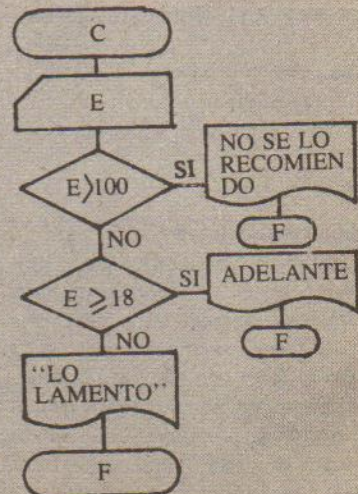 C
E
E>100
SI
NO SE LO
RECOMIEN
DO
F
NO
E ≥18
SI
ADELANTE
F
NO
“LO
LAMENTO”
F